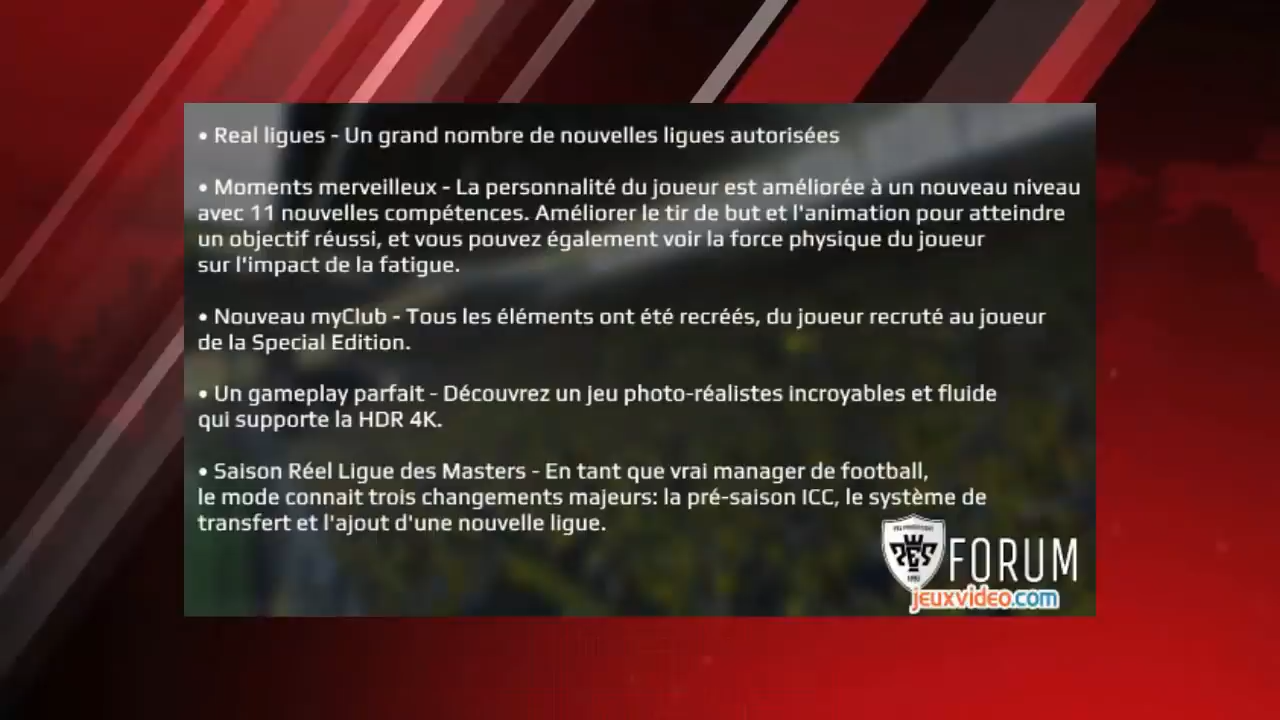 • Real ligues - Un grand nombre de nouvelles ligues autorisées
• Moments merveilleux - La personnalité du joueur est améliorée à un nouveau niveau
avec 11 nouvelles compétences. Améliorer le tir de but et l'animation pour atteindre
un objectif réussi, et vous pouvez également voir la force physique du joueur
sur l'impact de la fatigue.
• Nouveau myClub - Tous les éléments ont été recréés, du joueur recruté au joueur
de la Special Edition.
• Un gameplay parfait - Découvrez un jeu photo-réalistes incroyables et fluide
qui supporte la HDR 4K.
• Saison Réel Ligue des Masters - En tant que vrai manager de football,
le mode connait trois changements majeurs: la pré-saison ICC, le système de
transfert et l'ajout d'une nouvelle ligue.
PES
FORUM
jeuxvideo.com